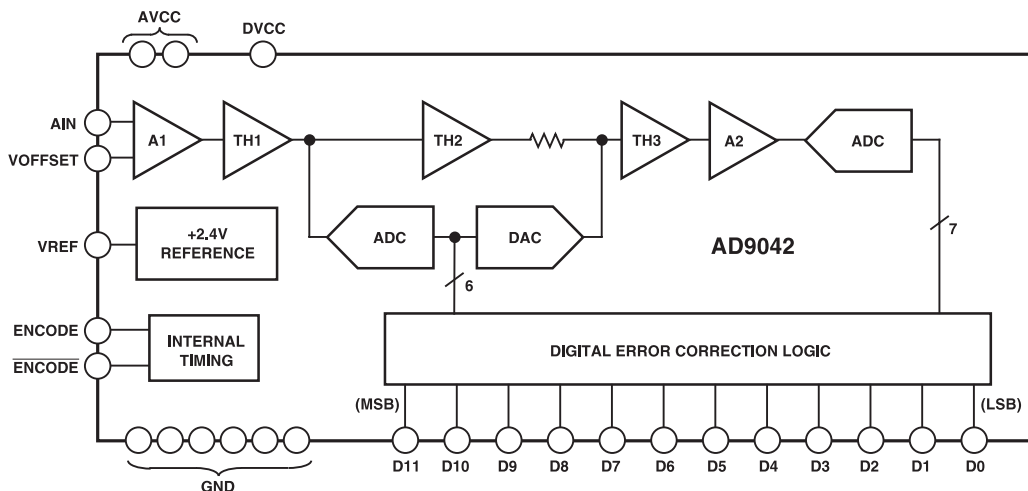 AVCC
DVCC
AIN
VOFFSET
A1
TH1
TH2
TH3
A2
ADC
VREF
+2.4V
REFERENCE
ADC
DAC
AD9042
7
6
ENCODE
ENCODE
INTERNAL
TIMING
DIGITAL ERROR CORRECTION LOGIC
(MSB)
(LSB)
GND
D11
D10
D9
D8
D7
D6
D5
D4
D3
D2
D1
D0